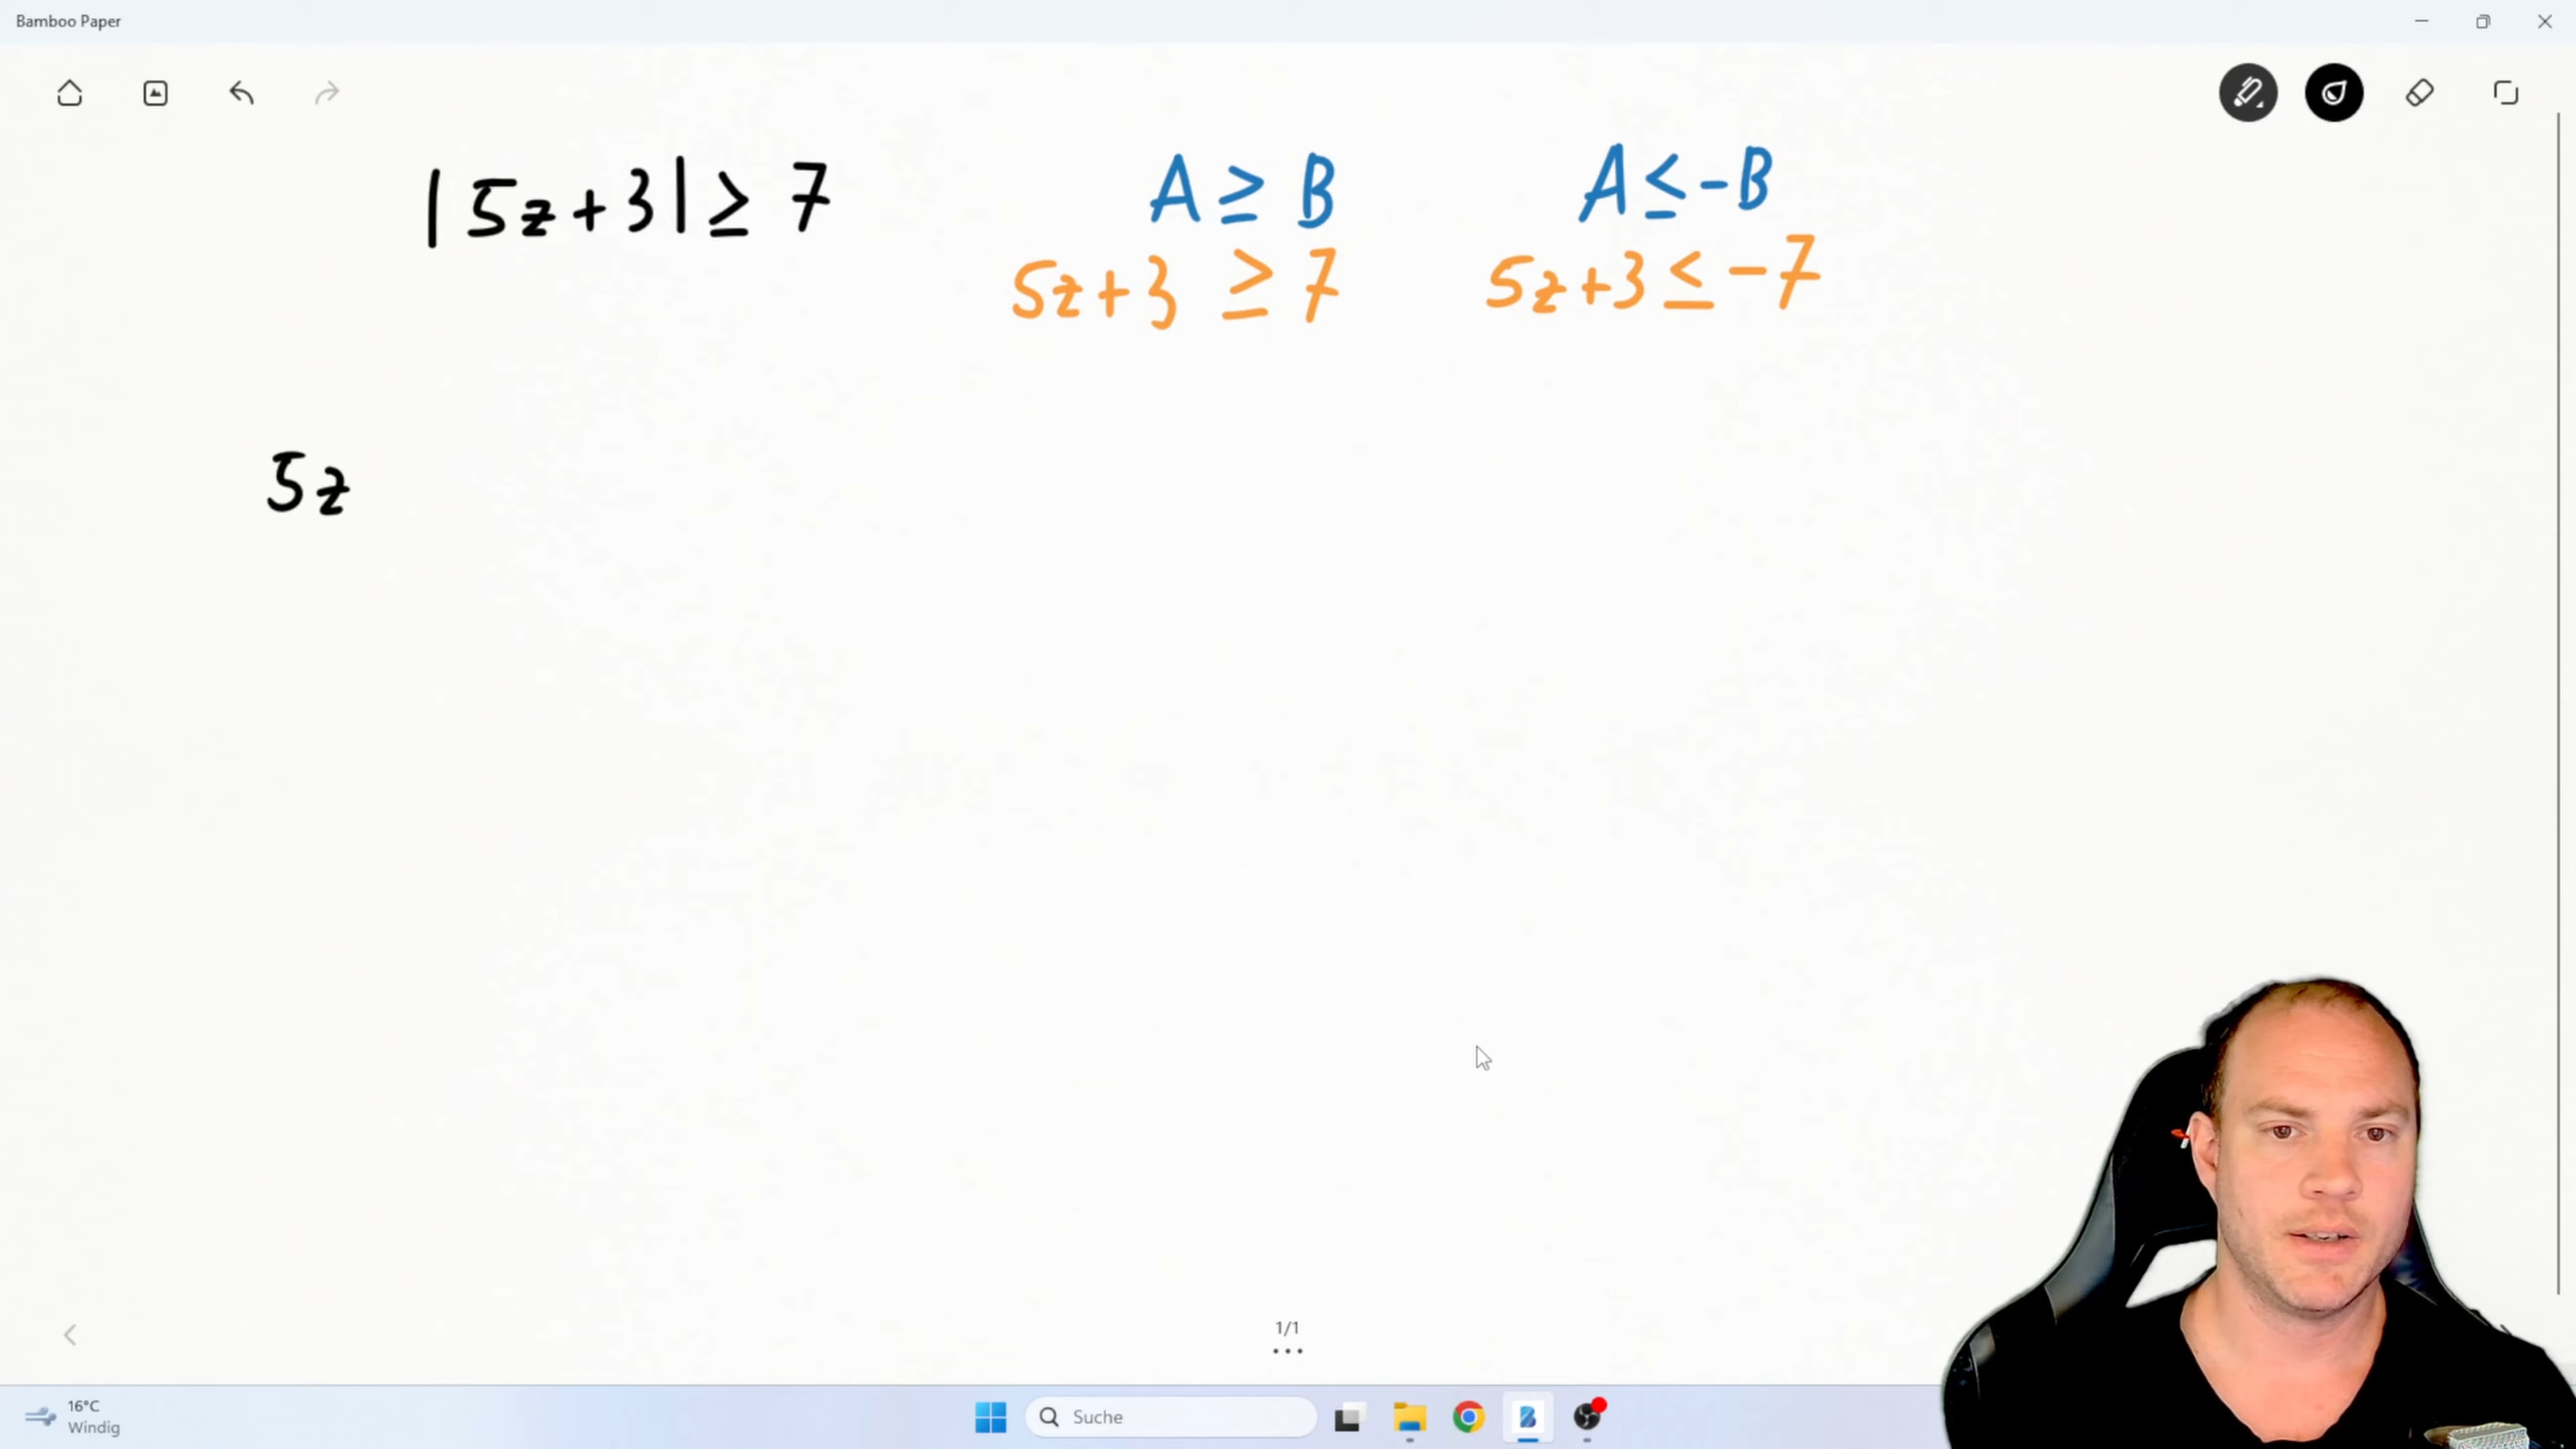 Bamboo Paper
|5z+3| ≥ 7
A ≥ B
A ≤ -B
5z+3 ≥ 7
5z+3 ≤ -7
5z
1/1
16°C
Windig
Suche